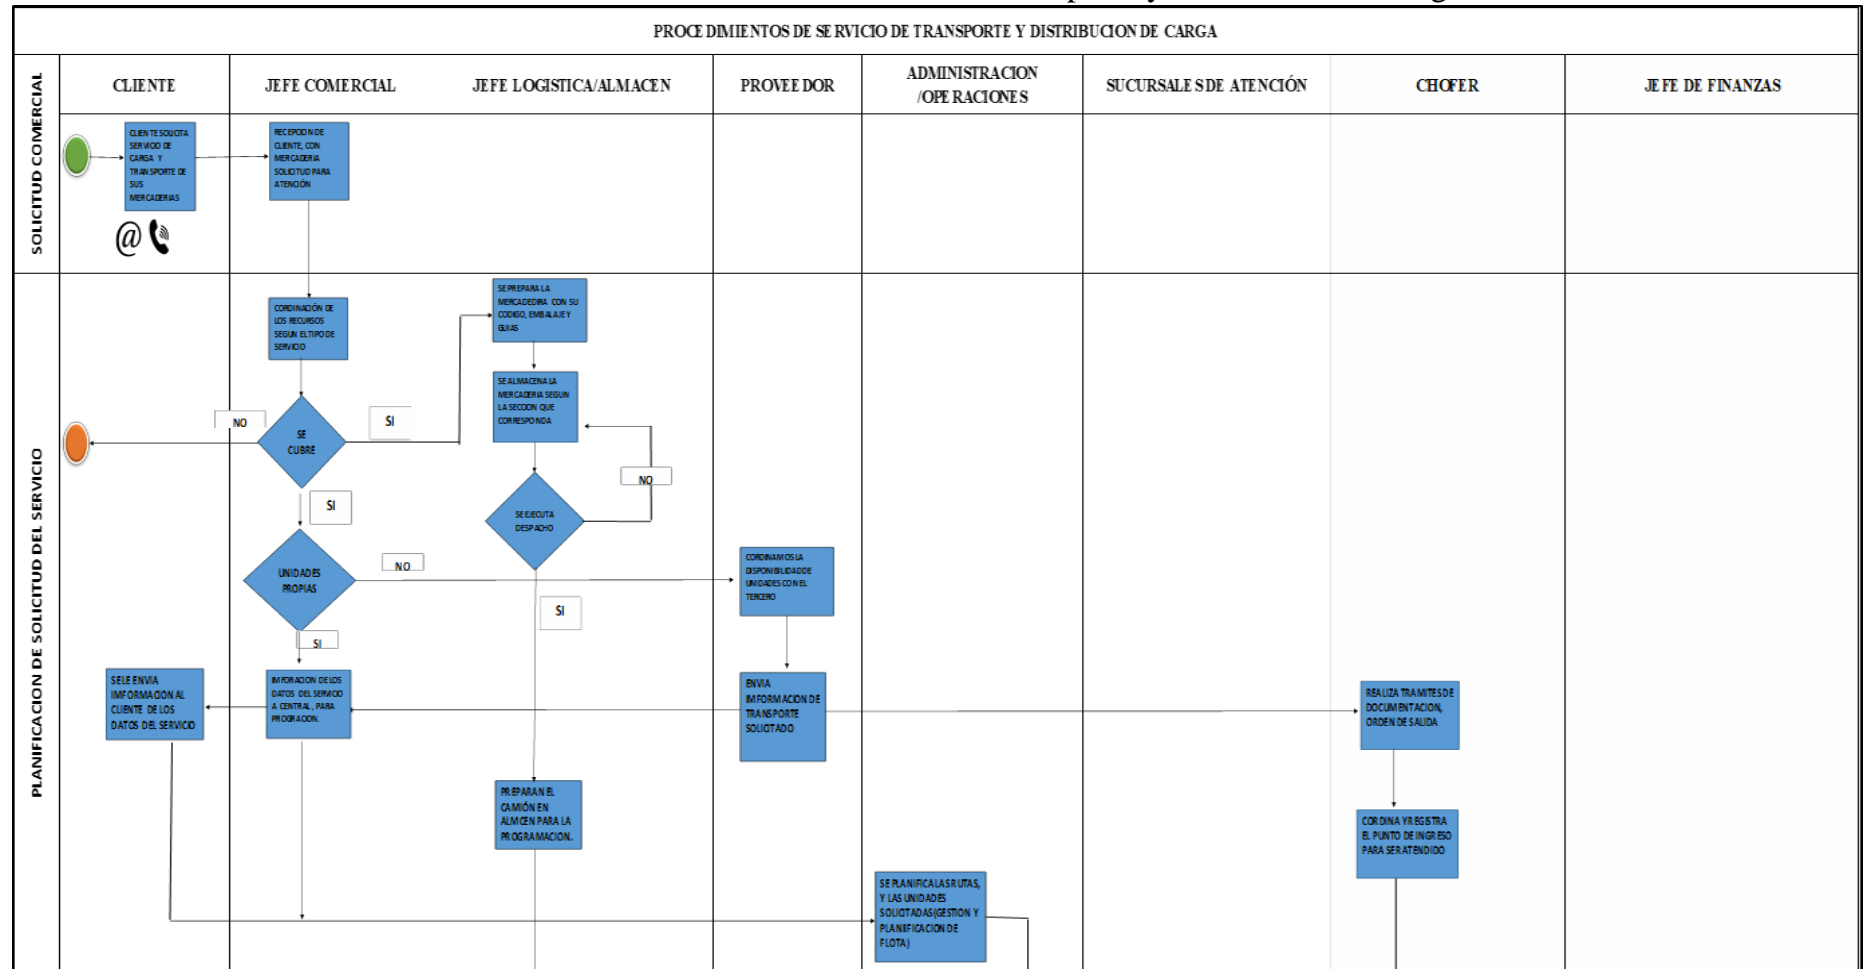 PROCEDIMIENTOS DE SERVICIO DE TRANSPORTE Y DISTRIBUCION DE CARGA
SOLICITUD COMERCIAL
CLIENTE
JEFE COMERCIAL
JEFE LOGISTICA/ALMACEN
PROVEEDOR
ADMINISTRACION
/OPERACIONES
SUCURSALES DE ATENCIÓN
CHOFER
JEFE DE FINANZAS
CLIENTE SOLICITA
SERVICIO DE
CARGA Y
TRANSPORTE DE
SUS
MERCADERIAS
@
RECEPCION DE
CLIENTE, CON
MERCADERIA
SOLICITUD PARA
ATENCIÓN
PLANIFICACION DE SOLICITUD DEL SERVICIO
CORDINACIÓN DE
LOS RECURSOS
SEGUN EL TIPO DE
SERVICIO
SE PREPARA LA
MERCADEDIRA CON SU
CODIGO, EMBALAJE Y
GUIAS
SE ALMACENA LA
MERCADERIA SEGUN
LA SECCION QUE
CORRESPONDA
NO
SE
CUBRE
SI
NO
SI
SE EJECUTA
DESPACHO
UNIDADES
PROPIAS
NO
CORDINAMOS LA
DISPONIBILIDAD DE
UNIDADES CON EL
TERCERO
SI
SI
SELE ENVIA
IMFORMACION AL
CLIENTE DE LOS
DATOS DEL SERVICIO
IMFORACION DE LOS
DATOS DEL SERVICIO
A CENTRAL, PARA
PROGRACION.
ENVIA
IMFORMACION DE
TRANSPORTE
SOLICITADO
REALIZA TRAMITES DE
DOCUMENTACION,
ORDEN DE SALIDA
PREPARAN EL
CAMIÓN EN
ALMCEN PARA LA
PROGRAMACION.
CORDINA Y REGISTRA
EL PUNTO DE INGRESO
PARA SER ATENDIDO
SE PLANIFICA LAS RUTAS,
Y LAS UNIDADES
SOLICITADAS(GESTION Y
PLANIIFICACION DE
FLOTA)